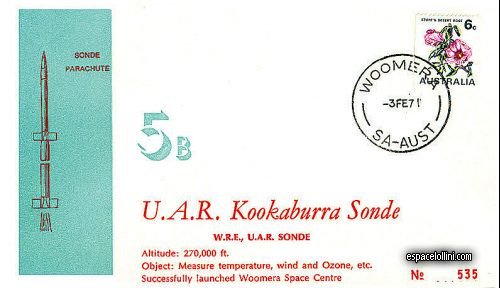 SONDE
PARACHUTE
STURT'S DESERT ROSE
6c
AUSTRALIA
WOOMERA
-3FE71
SA-AUST
5B
U.A.R. Kookaburra Sonde
W.R.E., U.A.R. SONDE
Altitude: 270,000 ft.
Object: Measure temperature, wind and Ozone, etc.
Successfully launched Woomera Space Centre
espacelollini.com
No 535